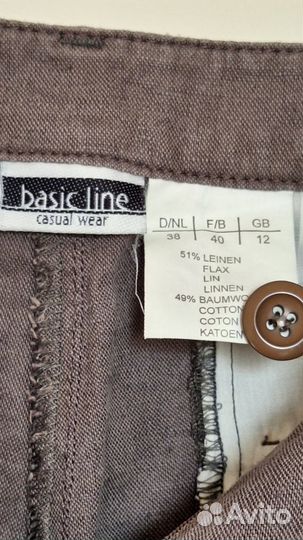 basic line
casual wear
D/NL F/B GB
38 40 12
51% LEINEN
FLAX
LIN
LINNEN
49% BAUMWO
COTTON
COTON
KATOEN
Avito